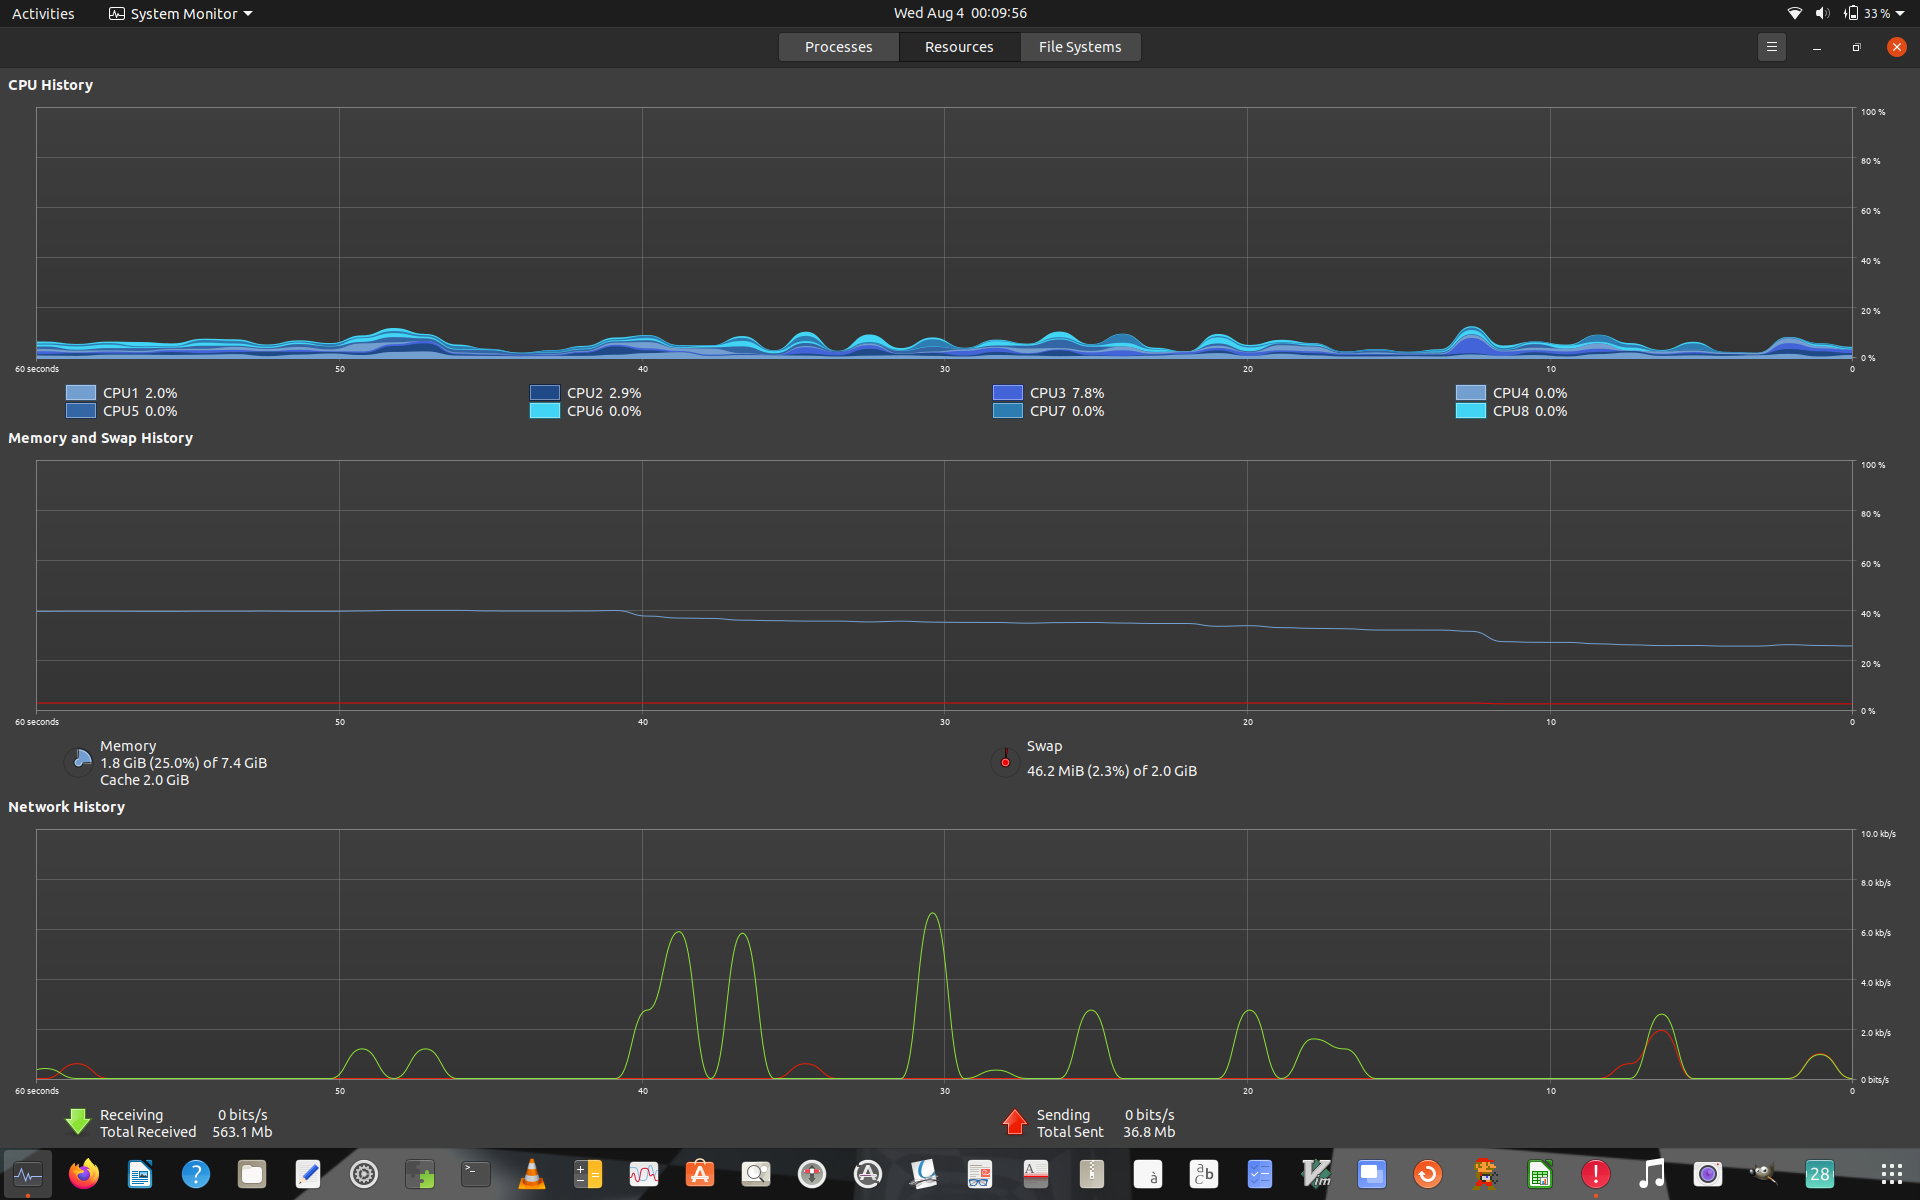 Activities System Monitor Wed Aug 4 00:09:56 33 %
Processes Resources File Systems
CPU History
100 %
80 %
60 %
40 %
20 %
0 %
60 seconds 50 40 30 20 10 0
CPU1 2.0% CPU2 2.9% CPU3 7.8% CPU4 0.0%
CPU5 0.0% CPU6 0.0% CPU7 0.0% CPU8 0.0%
Memory and Swap History
100 %
80 %
60 %
40 %
20 %
0 %
60 seconds 50 40 30 20 10 0
Memory
1.8 GiB (25.0%) of 7.4 GiB
Cache 2.0 GiB
Swap
46.2 MiB (2.3%) of 2.0 GiB
Network History
10.0 kb/s
8.0 kb/s
6.0 kb/s
4.0 kb/s
2.0 kb/s
0 bits/s
60 seconds 50 40 30 20 10 0
Receiving 0 bits/s
Total Received 563.1 Mb
Sending 0 bits/s
Total Sent 36.8 Mb
28